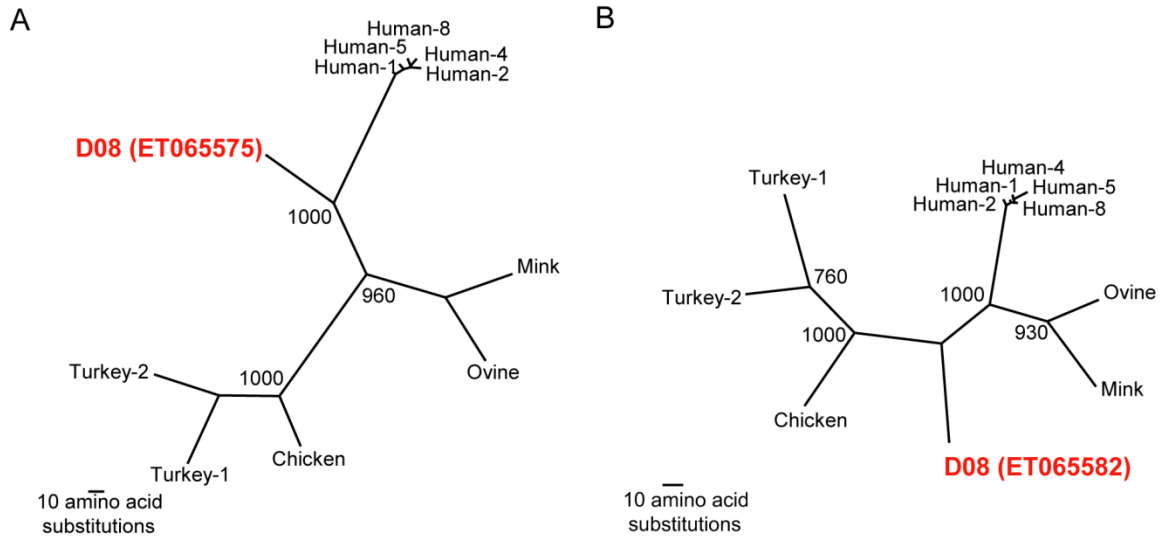 A
Human-8
Human-5
Human-4
Human-1
Human-2
D08 (ET065575)
1000
960
Mink
Ovine
1000
Turkey-2
Turkey-1
Chicken
10 amino acid
substitutions
B
Human-4
Human-1
Human-5
Human-2
Human-8
Turkey-1
760
Turkey-2
1000
1000
Ovine
930
Mink
Chicken
D08 (ET065582)
10 amino acid
substitutions